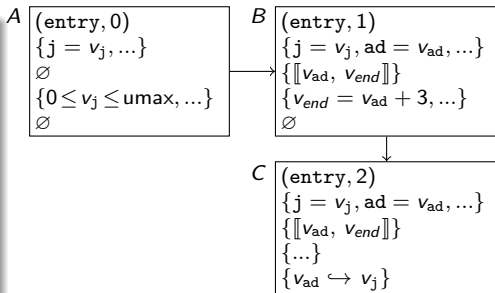 A
(entry, 0)
{j = v_j, ...}
∅
{0 ≤ v_j ≤ umax, ...}
∅
B
(entry, 1)
{j = v_j, ad = v_ad, ...}
{⟦v_ad, v_end⟧}
{v_end = v_ad + 3, ...}
∅
C
(entry, 2)
{j = v_j, ad = v_ad, ...}
{⟦v_ad, v_end⟧}
{...}
{v_ad ↪ v_j}